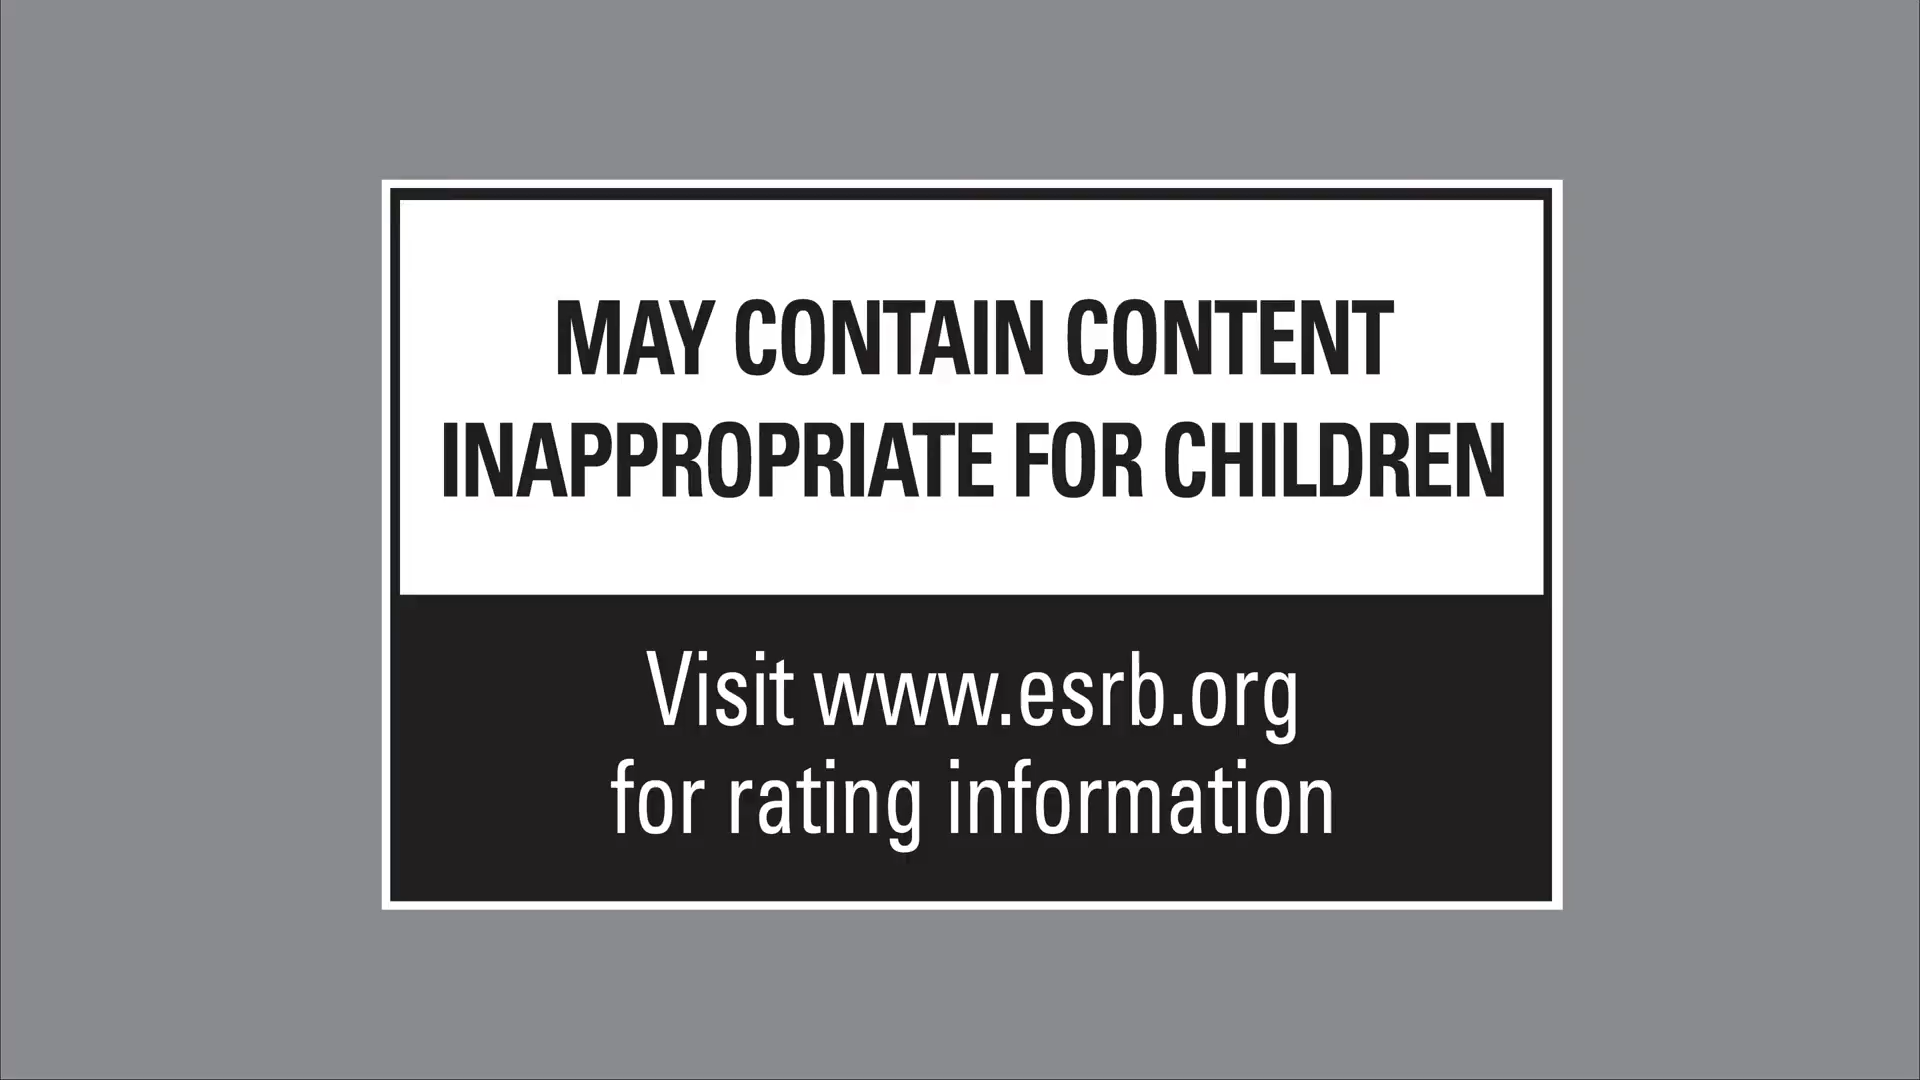 MAY CONTAIN CONTENT
INAPPROPRIATE FOR CHILDREN
Visit www.esrb.org
for rating information